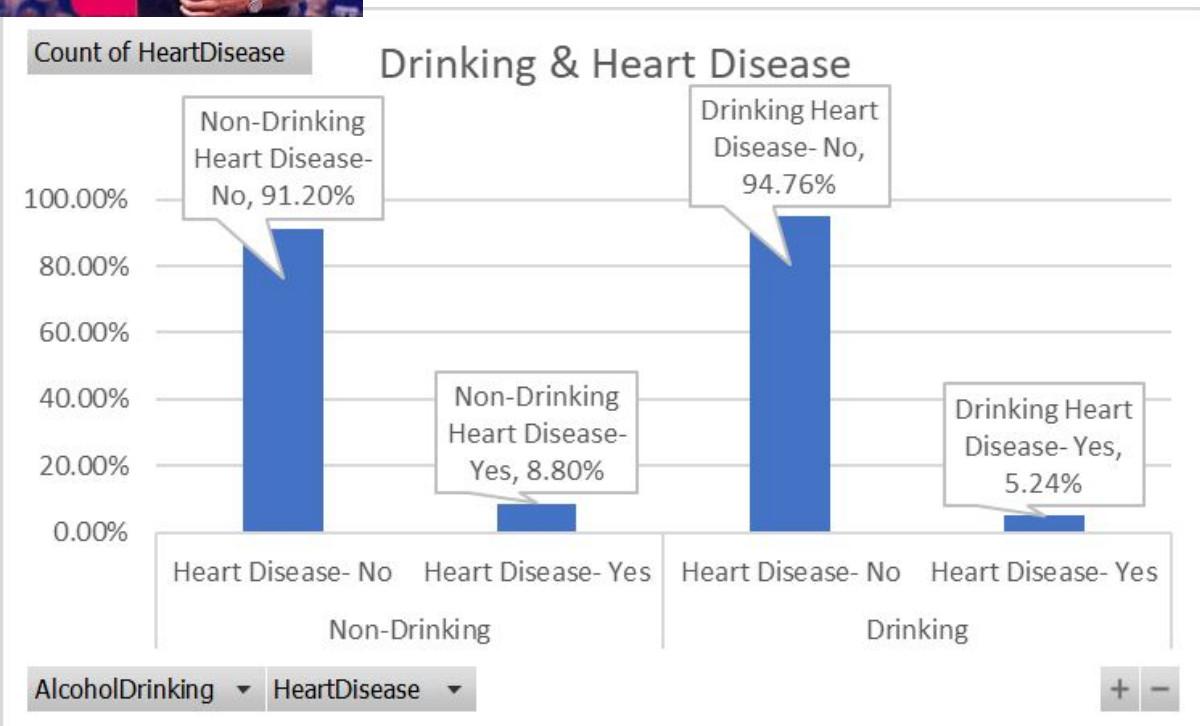 Count of HeartDisease
Drinking & Heart Disease
Non-Drinking
Heart Disease-
No, 91.20%
Drinking Heart
Disease- No,
94.76%
100.00%
80.00%
60.00%
40.00%
20.00%
0.00%
Non-Drinking
Heart Disease-
Yes, 8.80%
Drinking Heart
Disease- Yes,
5.24%
Heart Disease- No
Heart Disease- Yes
Heart Disease- No
Heart Disease- Yes
Non-Drinking
Drinking
AlcoholDrinking
HeartDisease
+ −